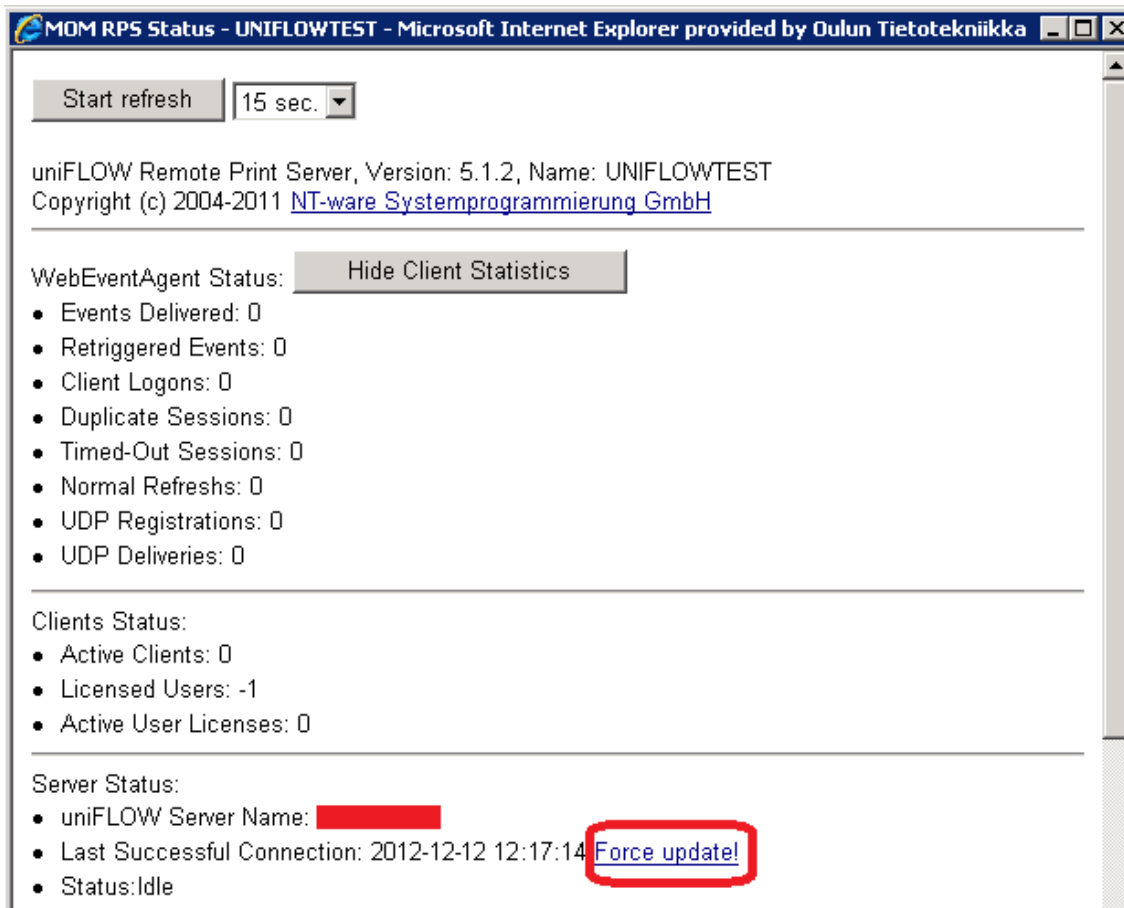 MOM RPS Status - UNIFLOWTEST - Microsoft Internet Explorer provided by Oulun Tietotekniikka
Start refresh 15 sec.
uniFLOW Remote Print Server, Version: 5.1.2, Name: UNIFLOWTEST
Copyright (c) 2004-2011 NT-ware Systemprogrammierung GmbH
WebEventAgent Status: Hide Client Statistics
• Events Delivered: 0
• Retriggered Events: 0
• Client Logons: 0
• Duplicate Sessions: 0
• Timed-Out Sessions: 0
• Normal Refreshs: 0
• UDP Registrations: 0
• UDP Deliveries: 0
Clients Status:
• Active Clients: 0
• Licensed Users: -1
• Active User Licenses: 0
Server Status:
• uniFLOW Server Name:
• Last Successful Connection: 2012-12-12 12:17:14 Force update!
• Status:Idle